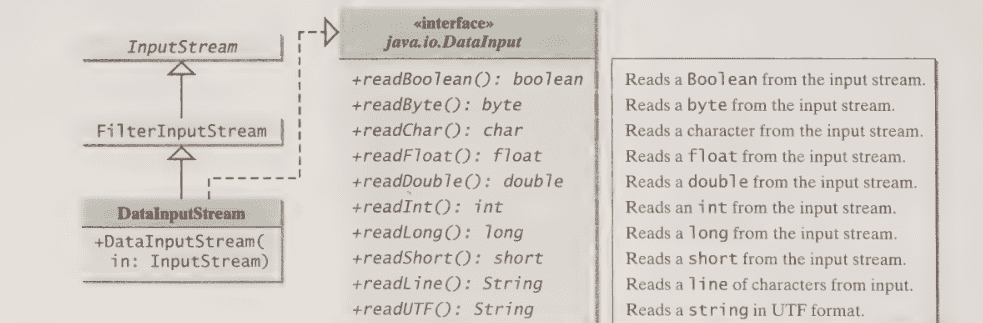 InputStream
FilterInputStream
DataInputStream
+DataInputStream(
in: InputStream)
«interface»
java.io.DataInput
+readBoolean(): boolean
+readByte(): byte
+readChar(): char
+readFloat(): float
+readDouble(): double
+readInt(): int
+readLong(): long
+readShort(): short
+readLine(): String
+readUTF(): String
Reads a Boolean from the input stream.
Reads a byte from the input stream.
Reads a character from the input stream.
Reads a float from the input stream.
Reads a double from the input stream.
Reads an int from the input stream.
Reads a long from the input stream.
Reads a short from the input stream.
Reads a line of characters from input.
Reads a string in UTF format.